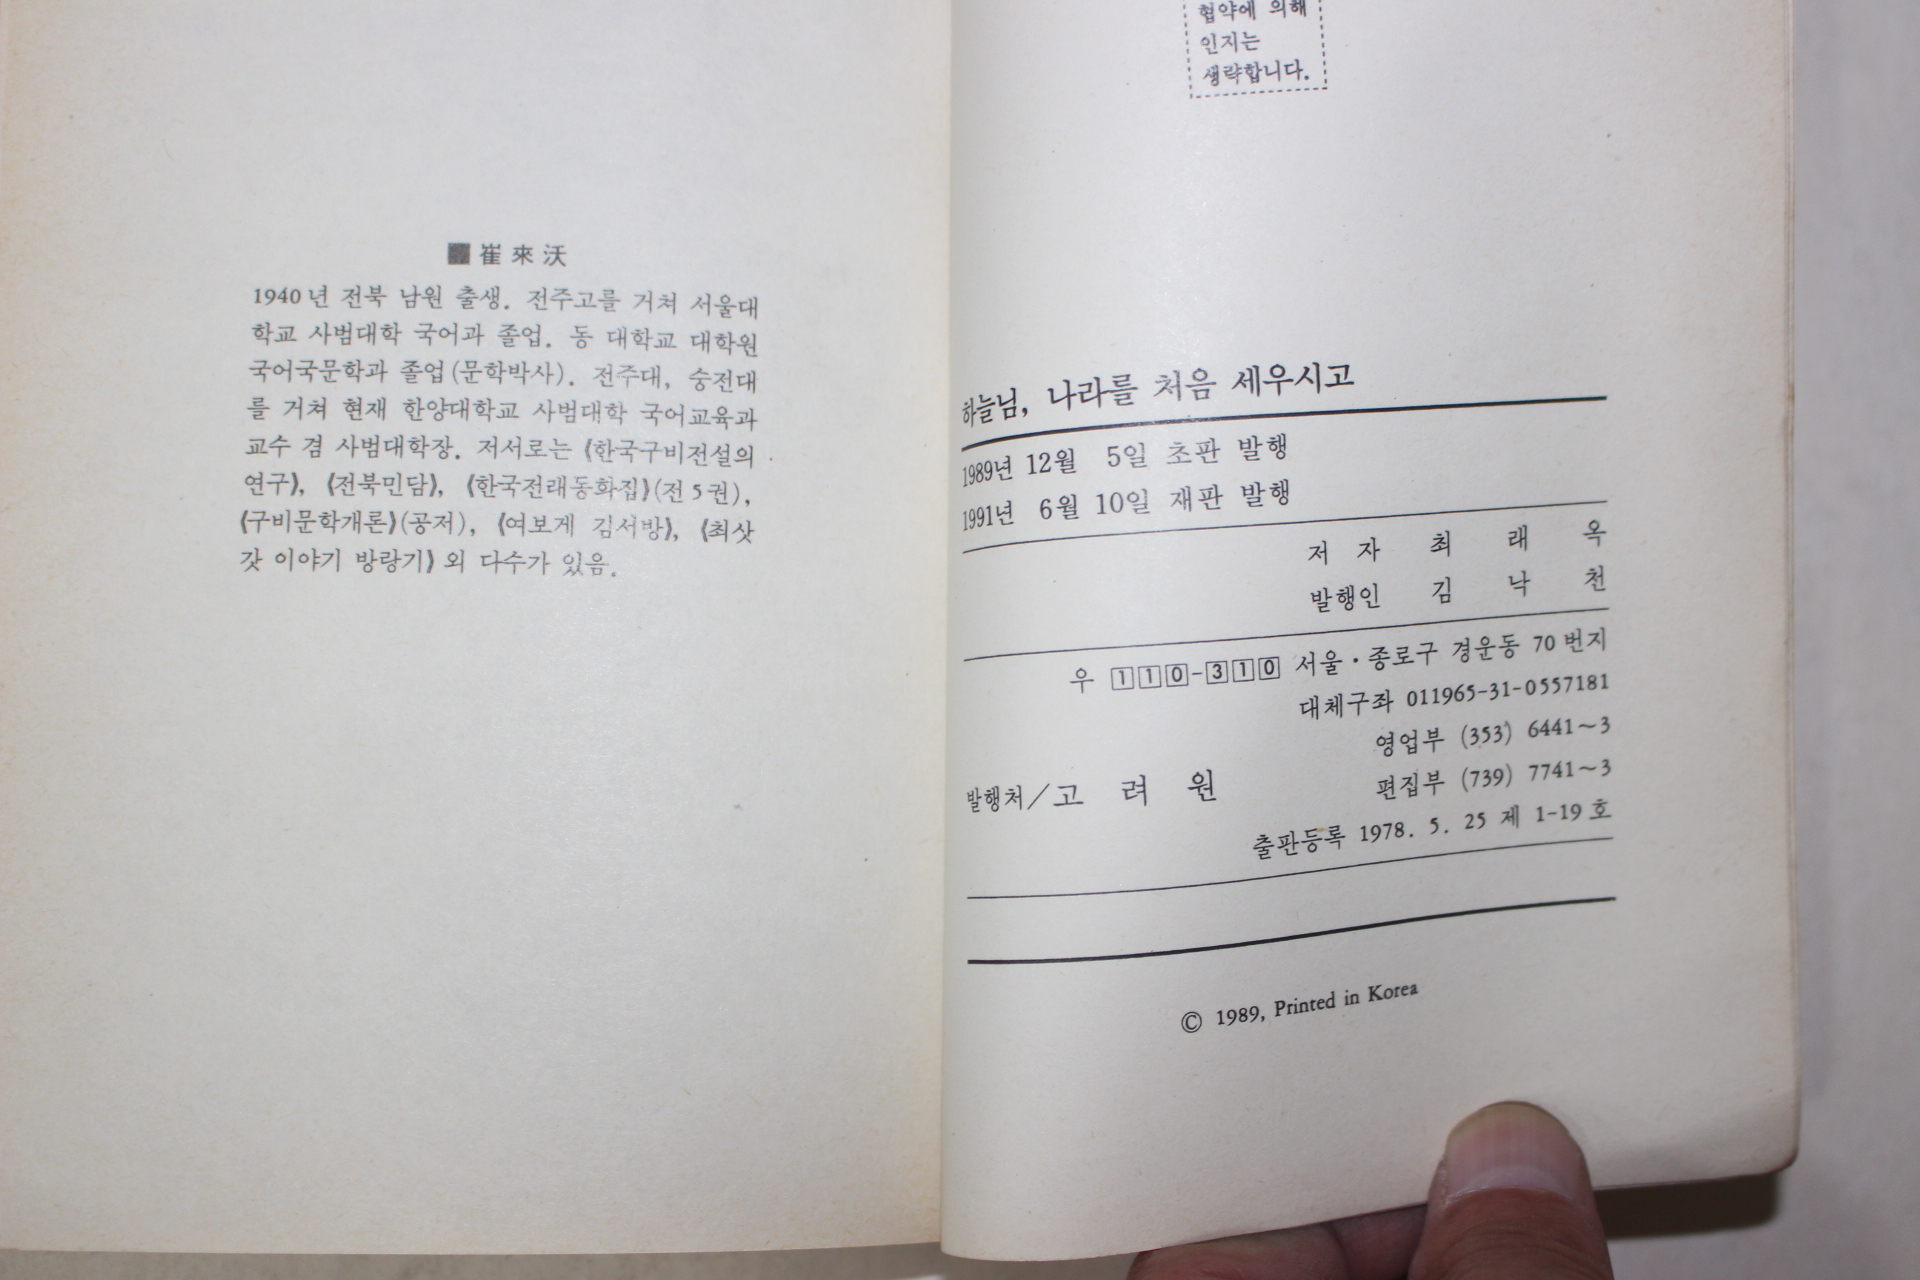 ■崔來沃
1940년 전북 남원 출생. 전주고를 거쳐 서울대
학교 사범대학 국어과 졸업. 동 대학교 대학원
국어국문학과 졸업(문학박사). 전주대, 숭전대
를 거쳐 현재 한양대학교 사범대학 국어교육과
교수 겸 사범대학장. 저서로는 《한국구비전설의
연구》, 《전북민담》, 《한국전래동화집》(전 5권),
《구비문학개론》(공저), 《여보게 김서방》, 《최삿
갓 이야기 방랑기》 외 다수가 있음.
협약에 의해
인지는
생략합니다.
하늘님, 나라를 처음 세우시고
1989년 12월 5일 초판 발행
1991년 6월 10일 재판 발행
저 자 최 래 옥
발행인 김 낙 천
우 110-310 서울·종로구 경운동 70번지
대체구좌 011965-31-0557181
영업부 (353) 6441~3
발행처/고 려 원 편집부 (739) 7741~3
출판등록 1978. 5. 25 제 1-19호
© 1989, Printed in Korea